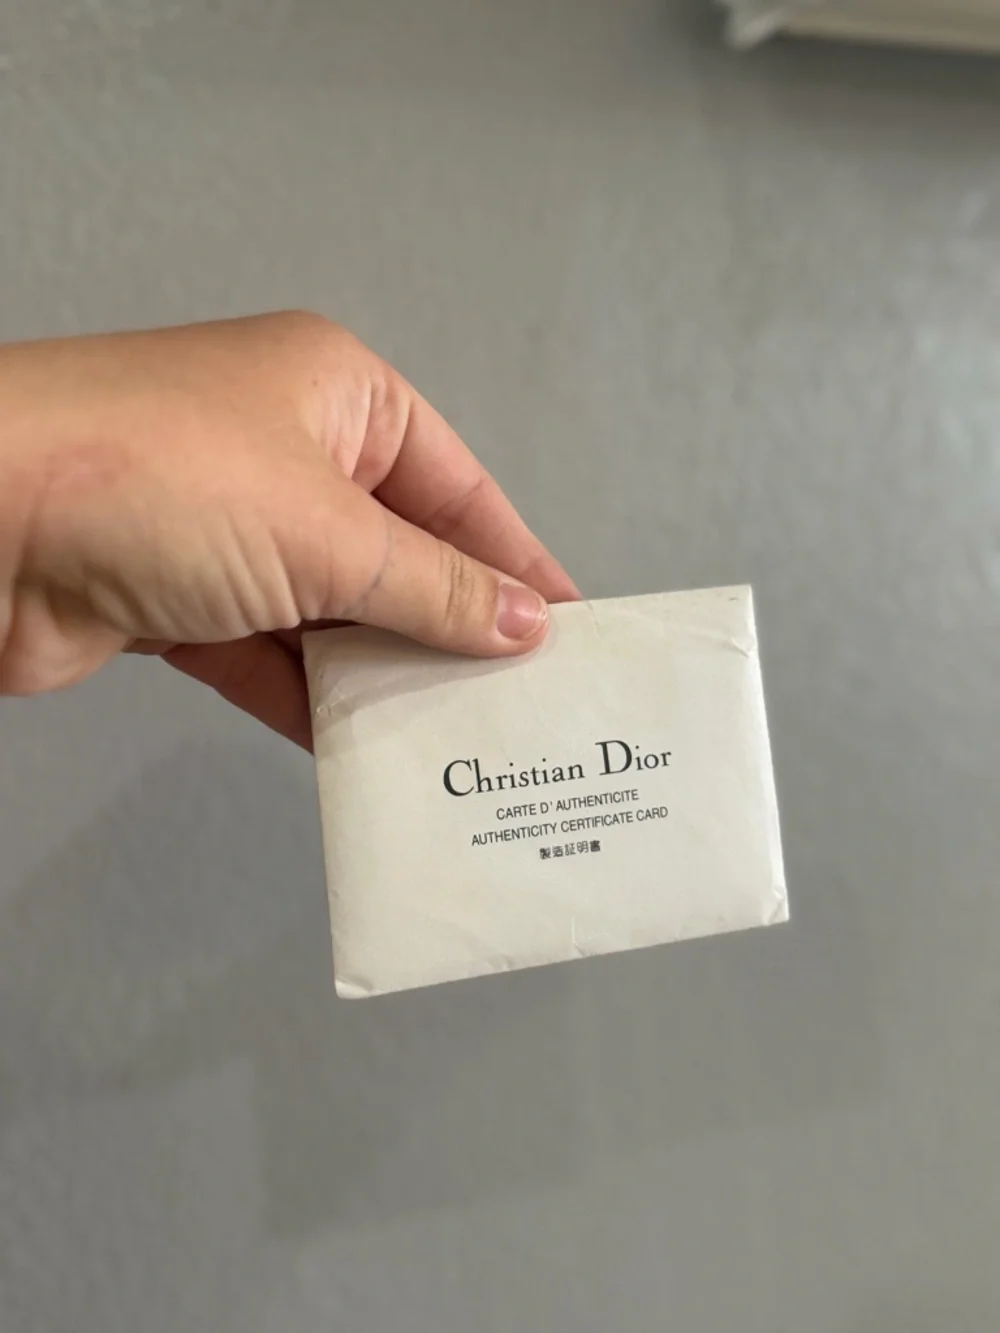 Christian Dior
CARTE D' AUTHENTICITE
AUTHENTICITY CERTIFICATE CARD
製造証明書